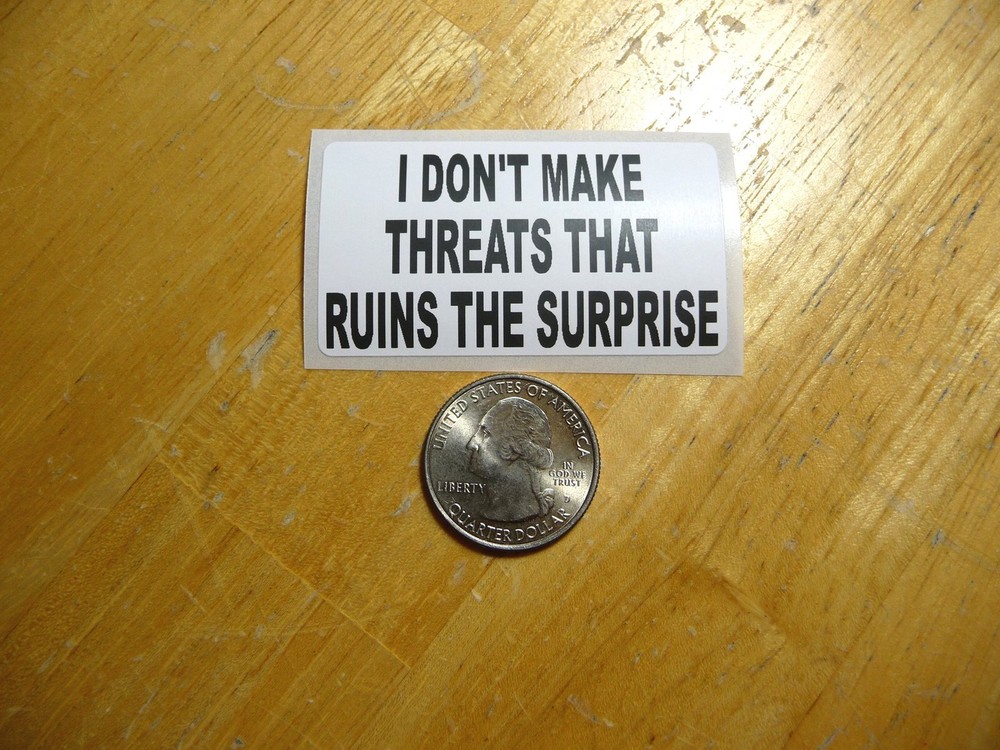 I DON'T MAKE
THREATS THAT
RUINS THE SURPRISE
UNITED STATES OF AMERICA
IN
GOD WE
TRUST
LIBERTY
D
QUARTER DOLLAR